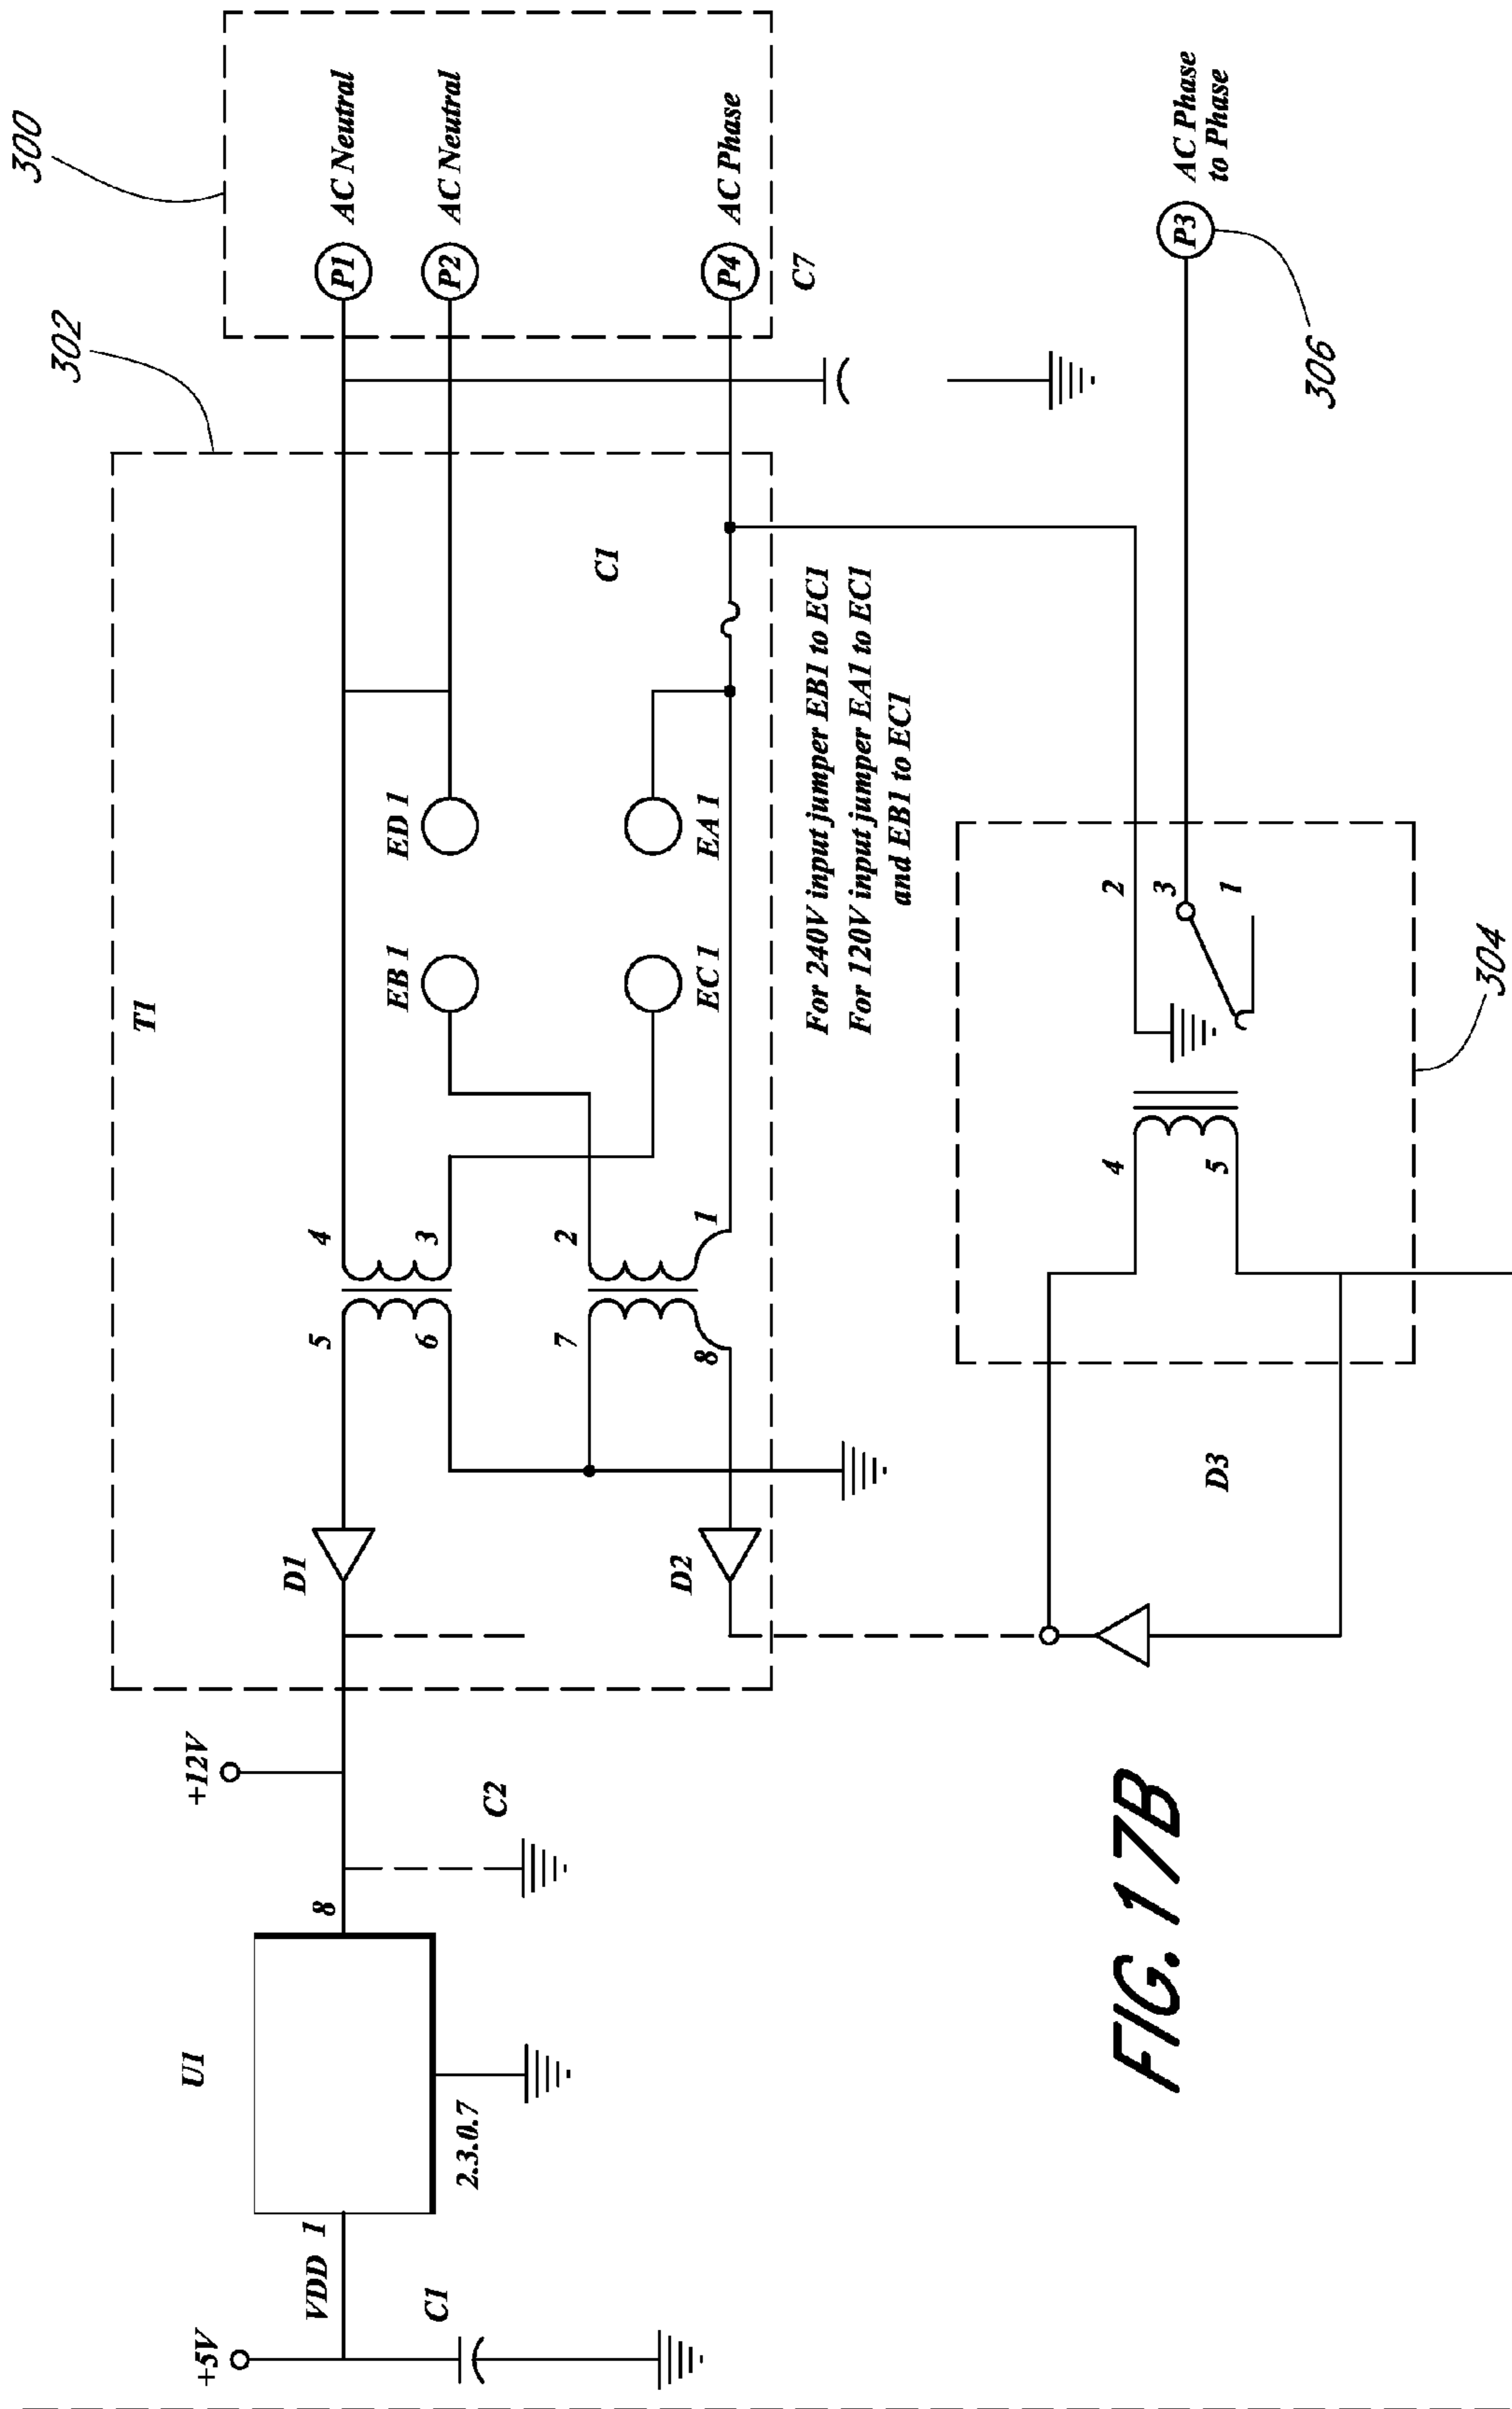 300
P1 AC Neutral
P2 AC Neutral
P4 AC Phase
C7
AC Phase
to Phase
P3
306
302
T1
C1
ED 1
EA 1
EB 1
EC 1
For 240V input jumper EB1 to EC1
For 120V input jumper EA1 to EC1
and EB1 to EC1
4
3
2
1
5
6
7
8
D1
D2
2
3
1
304
4
5
D3
+12V
C2
8
U1
2.3.0.7
VDD 1
+5V
C1
FIG. 17B